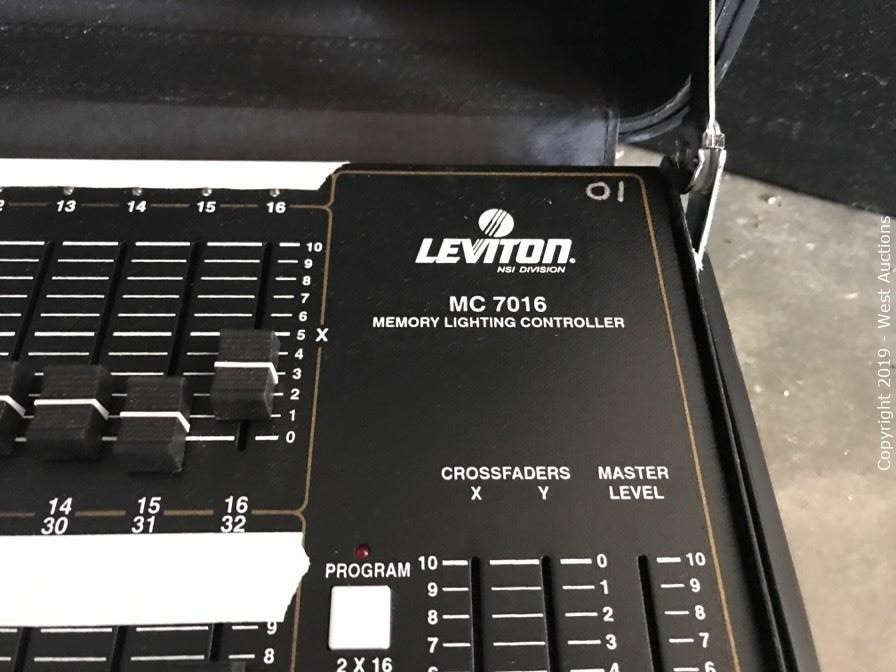 13 14 15 16
01
LEVITON.
NSI DIVISION
MC 7016
MEMORY LIGHTING CONTROLLER
10
9
8
7
6
5 X
4
3
2
1
0
14 15 16
30 31 32
CROSSFADERS
X Y
MASTER
LEVEL
PROGRAM
2 X 16
10 0 10
9 1 9
8 2 8
7 3 7
9
8
Copyright 2019 - West Auctions